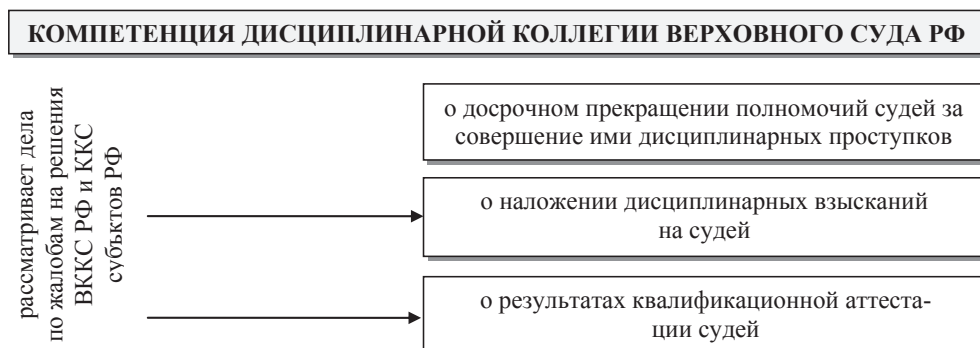 КОМПЕТЕНЦИЯ ДИСЦИПЛИНАРНОЙ КОЛЛЕГИИ ВЕРХОВНОГО СУДА РФ
рассматривает дела
по жалобам на решения
ВККС РФ и ККС
субъктов РФ
о досрочном прекращении полномочий судей за
совершение ими дисциплинарных проступков
о наложении дисциплинарных взысканий
на судей
о результатах квалификационной аттеста-
ции судей